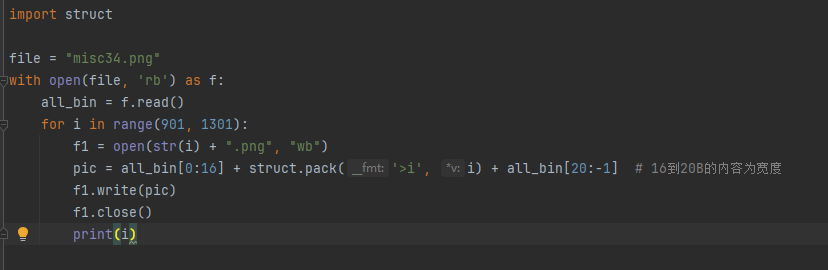 import struct
file = "misc34.png"
with open(file, 'rb') as f:
    all_bin = f.read()
    for i in range(901, 1301):
        f1 = open(str(i) + ".png", "wb")
        pic = all_bin[0:16] + struct.pack(__fmt: '>i', *v: i) + all_bin[20:-1]  # 16到20B的内容为宽度
        f1.write(pic)
        f1.close()
        print(i)